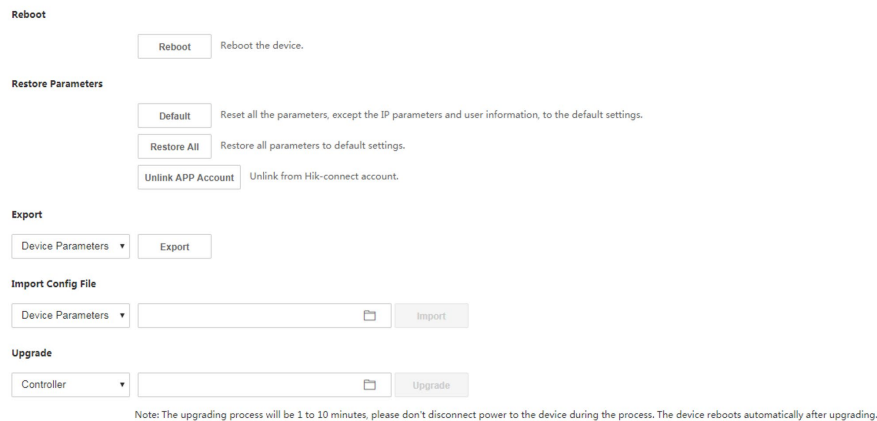 Reboot
Reboot Reboot the device.
Restore Parameters
Default Reset all the parameters, except the IP parameters and user information, to the default settings.
Restore All Restore all parameters to default settings.
Unlink APP Account Unlink from Hik-connect account.
Export
Device Parameters Export
Import Config File
Device Parameters Import
Upgrade
Controller Upgrade
Note: The upgrading process will be 1 to 10 minutes, please don't disconnect power to the device during the process. The device reboots automatically after upgrading.